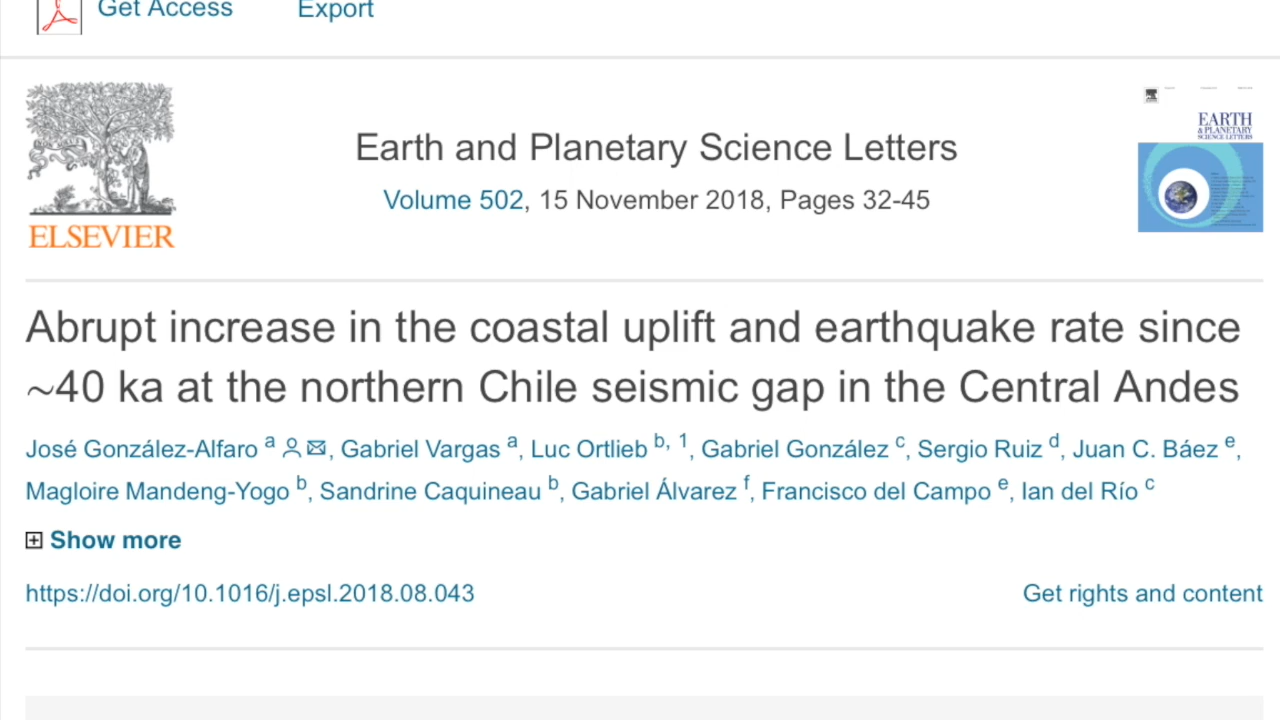 Get Access Export
Earth and Planetary Science Letters
EARTH
& PLANETARY
SCIENCE LETTERS
Volume 502, 15 November 2018, Pages 32-45
ELSEVIER
Abrupt increase in the coastal uplift and earthquake rate since
~40 ka at the northern Chile seismic gap in the Central Andes
José González-Alfaro a, Gabriel Vargas a, Luc Ortlieb b, 1, Gabriel González c, Sergio Ruiz d, Juan C. Báez e,
Magloire Mandeng-Yogo b, Sandrine Caquineau b, Gabriel Álvarez f, Francisco del Campo e, Ian del Río c
Show more
https://doi.org/10.1016/j.epsl.2018.08.043 Get rights and content